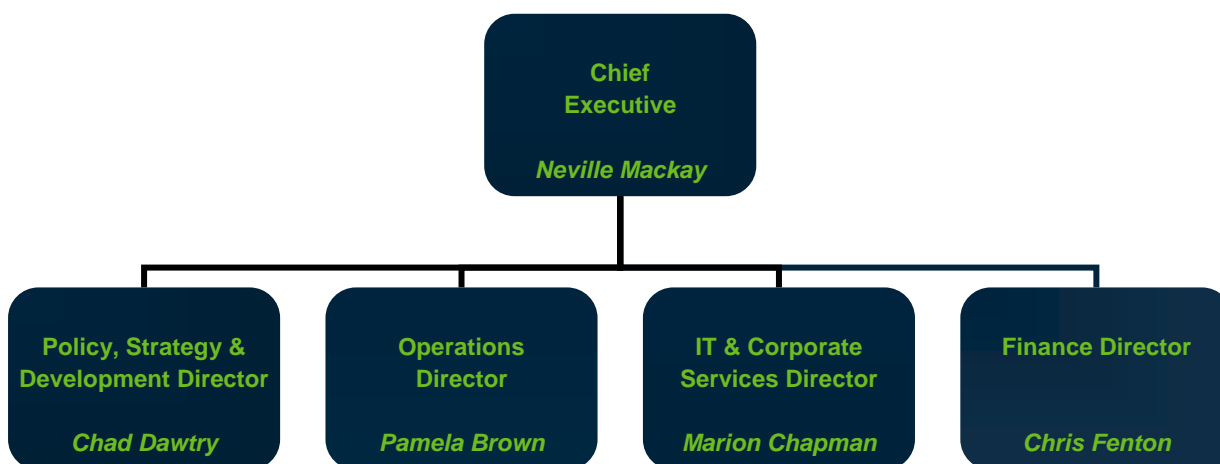 Chief
Executive
Neville Mackay
Policy, Strategy &
Development Director
Chad Dawtry
Operations
Director
Pamela Brown
IT & Corporate
Services Director
Marion Chapman
Finance Director
Chris Fenton